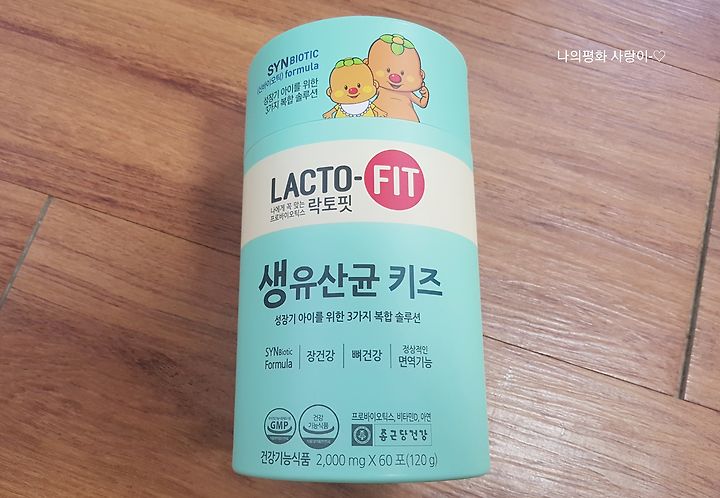 나의평화 사랑이-♡
SYNBIOTIC
(신바이오틱) formula
성장기 아이를 위한
3가지 복합 솔루션
LACTO-FIT
나에게 꼭 맞는
프로바이오틱스 락토핏
생유산균 키즈
성장기 아이를 위한 3가지 복합 솔루션
SYNBiotic
Formula
장건강
뼈건강
정상적인
면역기능
GMP
건강
기능식품
프로바이오틱스, 비타민D, 아연
종근당건강
건강기능식품 2,000 mg X 60 포(120 g)